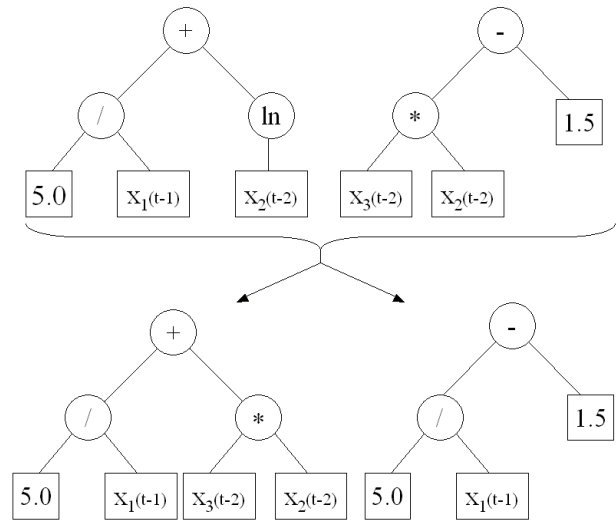 + -
/ ln * 1.5
5.0 X1(t-1) X2(t-2) X3(t-2) X2(t-2)
+ -
/ * / 1.5
5.0 X1(t-1) X3(t-2) X2(t-2) 5.0 X1(t-1)